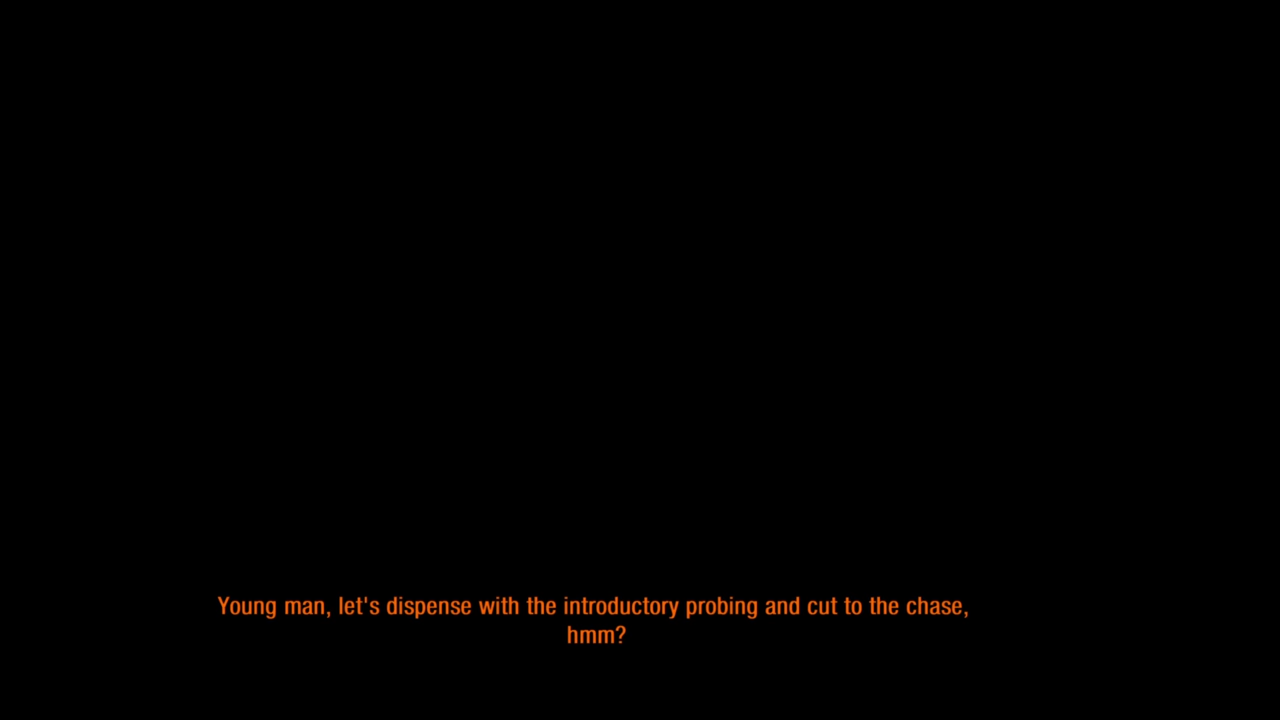 Young man, let's dispense with the introductory probing and cut to the chase,
hmm?